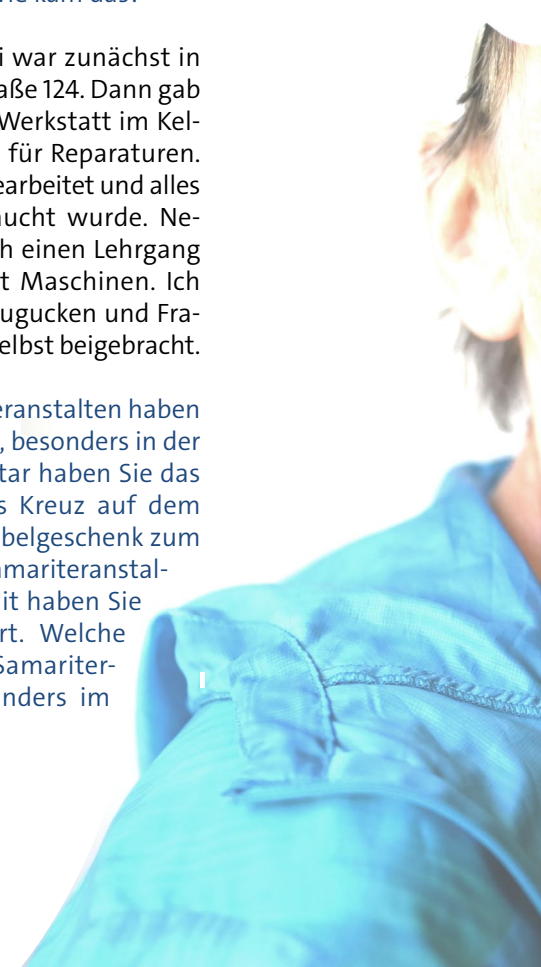 i war zunächst in
aße 124. Dann gab
Werkstatt im Kel-
für Reparaturen.
earbeitet und alles
ucht wurde. Ne-
h einen Lehrgang
t Maschinen. Ich
ugucken und Fra-
elbst beigebracht.
eranstalten haben
, besonders in der
tar haben Sie das
s Kreuz auf dem
belgeschenk zum
amariteranstal-
it haben Sie
rt. Welche
Samariter-
nders im